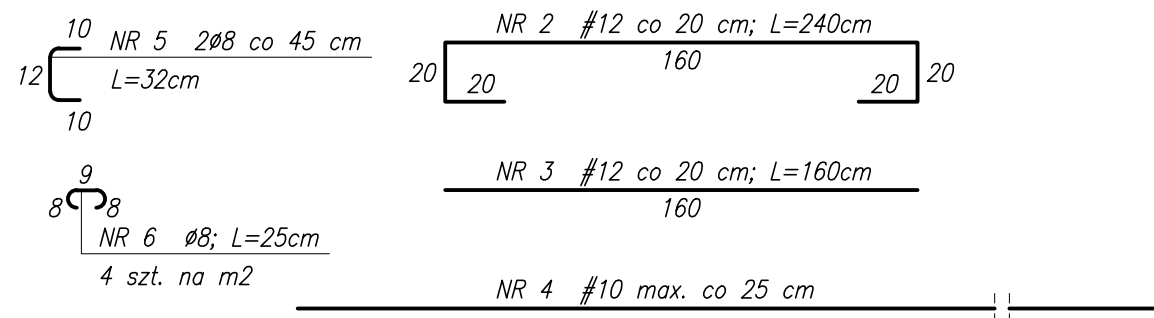 10
NR 5 2ø8 co 45 cm
12
L=32cm
10
NR 2 #12 co 20 cm; L=240cm
160
20
20
20
20
9
8
8
NR 6 ø8; L=25cm
4 szt. na m2
NR 3 #12 co 20 cm; L=160cm
160
NR 4 #10 max. co 25 cm